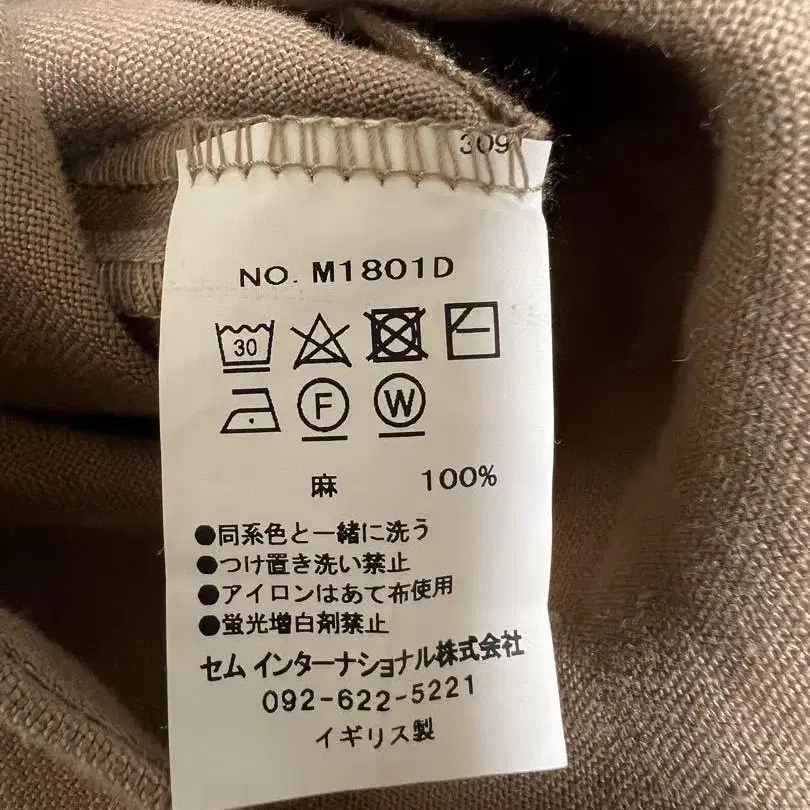 309
NO. M1801D
30
F W
麻 100%
●同系色と一緒に洗う
●つけ置き洗い禁止
●アイロンはあて布使用
●蛍光増白剤禁止
セム インターナショナル株式会社
092-622-5221
イギリス製